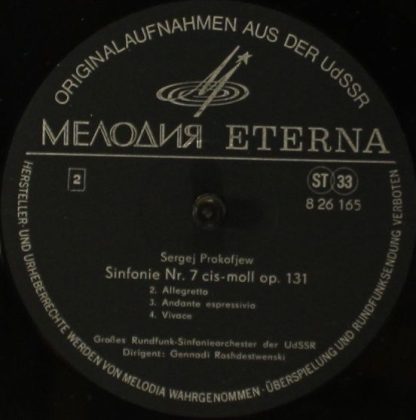 ORIGINALAUFNAHMEN AUS DER UdSSR
МЕЛОДИЯ ETERNA
2
ST 33
8 26 165
Sergej Prokofjew
Sinfonie Nr. 7 cis-moll op. 131
2. Allegretto
3. Andante espressivio
4. Vivace
Großes Rundfunk-Sinfonieorchester der UdSSR
Dirigent: Gennadi Roshdestwenski
HERSTELLER- UND URHEBERRECHTE WERDEN VON MELODIA WAHRGENOMMEN · ÜBERSPIELUNG UND RUNDFUNKSENDUNG VERBOTEN